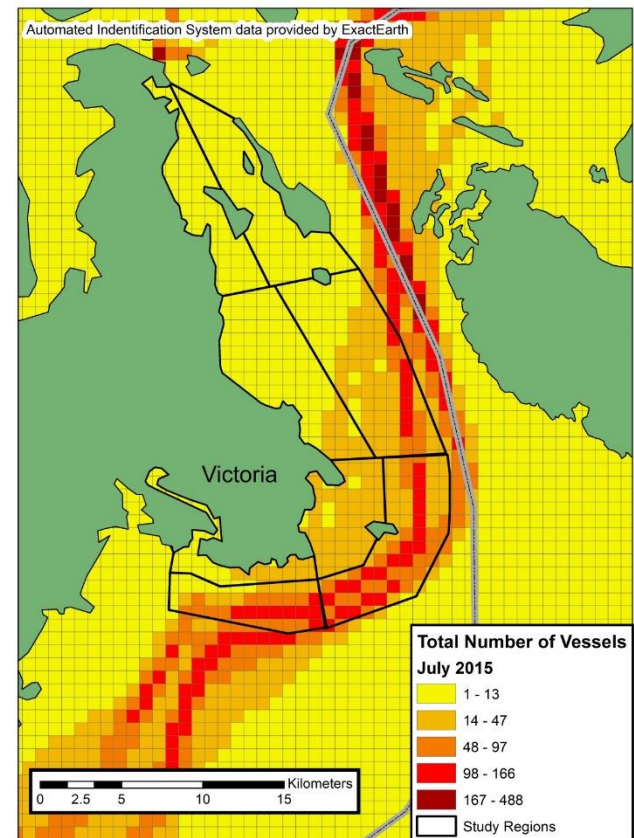 Automated Indentification System data provided by ExactEarth
Victoria
Total Number of Vessels
July 2015
1 - 13
14 - 47
48 - 97
98 - 166
167 - 488
Study Regions
Kilometers
0 2.5 5 10 15